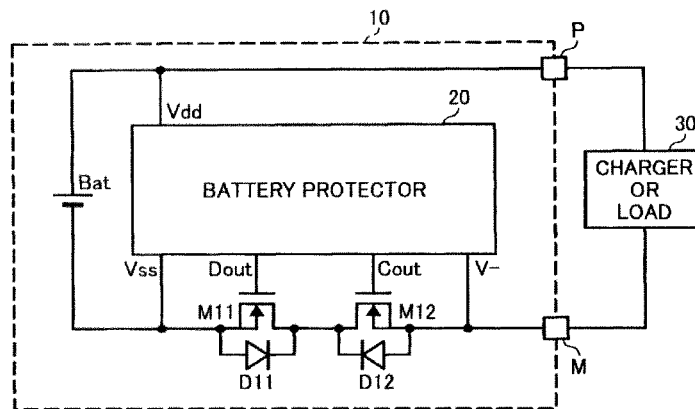 10
P
Vdd
20
30
Bat
BATTERY PROTECTOR
CHARGER
OR
LOAD
Vss
Dout
Cout
V-
M11
M12
D11
D12
M